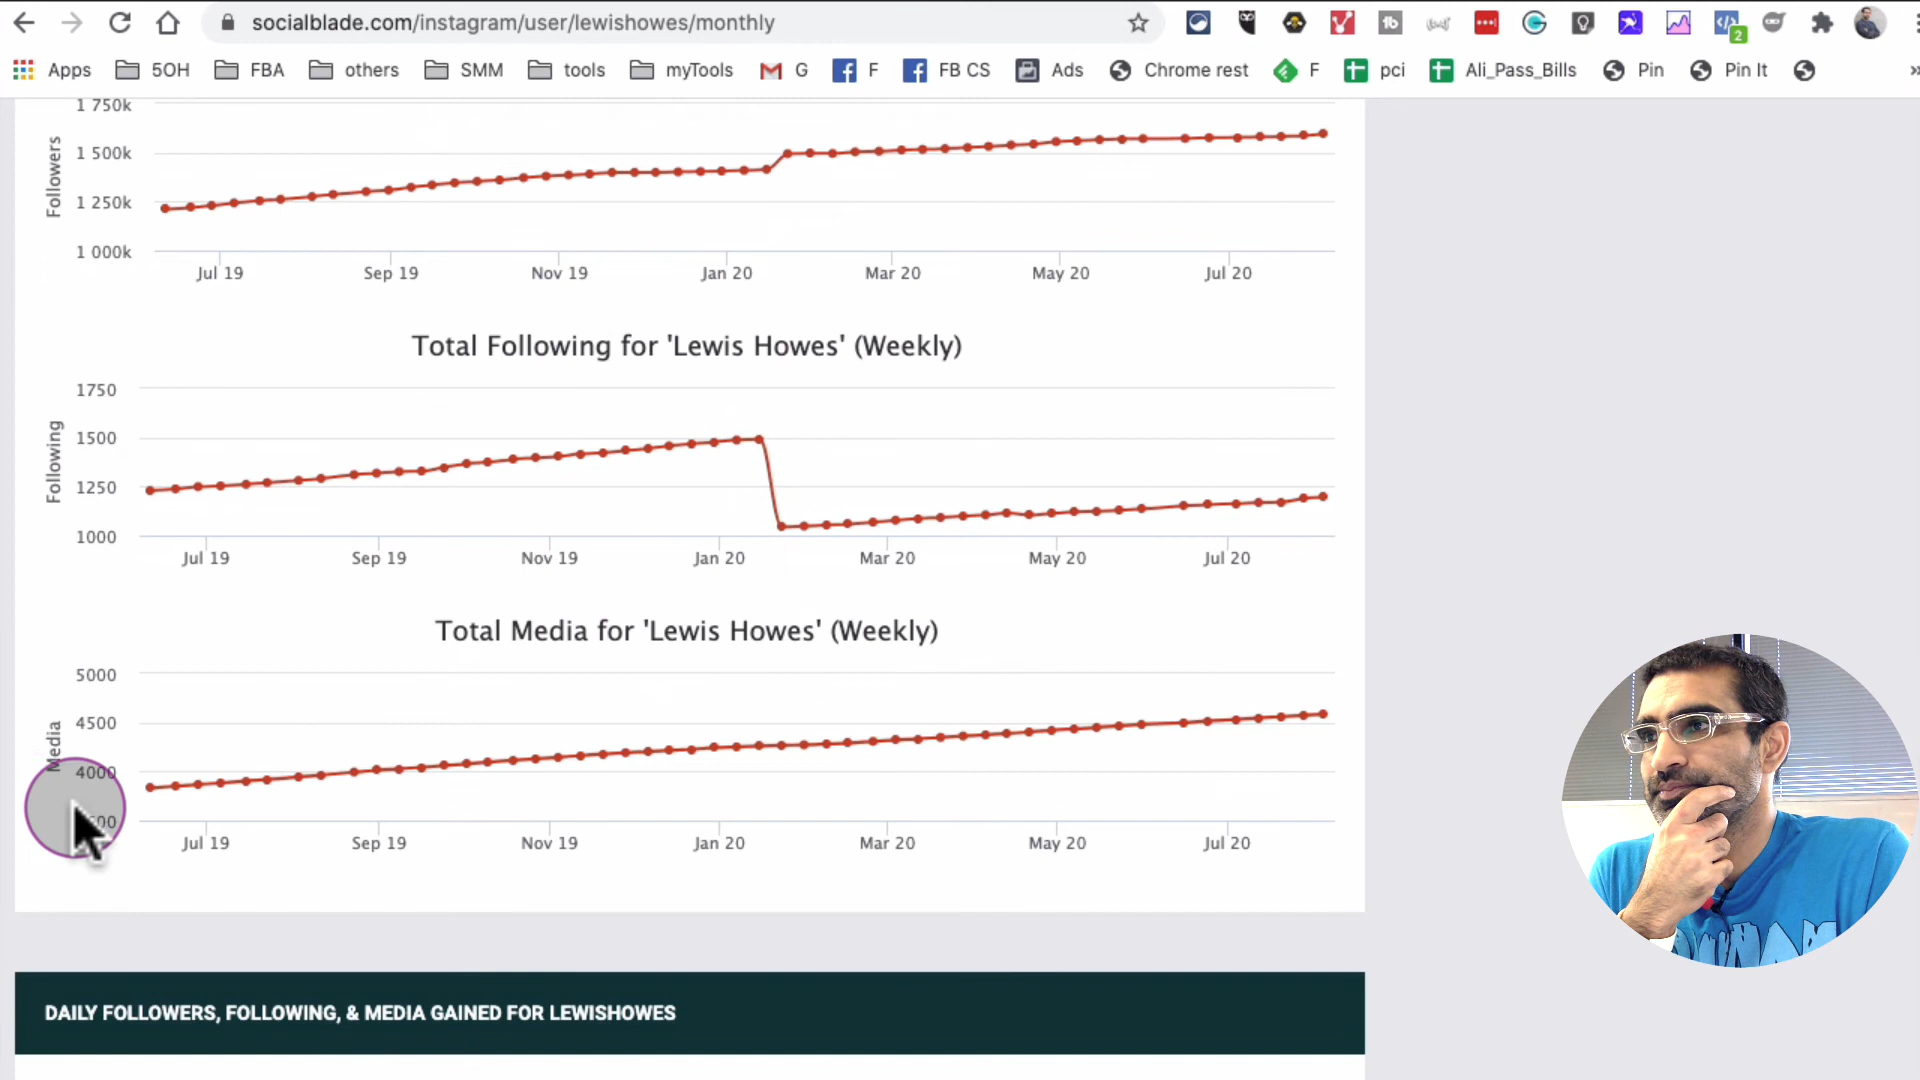 socialblade.com/instagram/user/lewishowes/monthly
2
Apps 5OH FBA others SMM tools myTools G F FB CS Ads Chrome rest F pci Ali_Pass_Bills Pin Pin It »
1 750k
1 500k
1 250k
1 000k
Followers
Jul 19 Sep 19 Nov 19 Jan 20 Mar 20 May 20 Jul 20
Total Following for 'Lewis Howes' (Weekly)
1750
1500
1250
1000
Following
Jul 19 Sep 19 Nov 19 Jan 20 Mar 20 May 20 Jul 20
Total Media for 'Lewis Howes' (Weekly)
5000
4500
4000
Media
Jul 19 Sep 19 Nov 19 Jan 20 Mar 20 May 20 Jul 20
DAILY FOLLOWERS, FOLLOWING, & MEDIA GAINED FOR LEWISHOWES